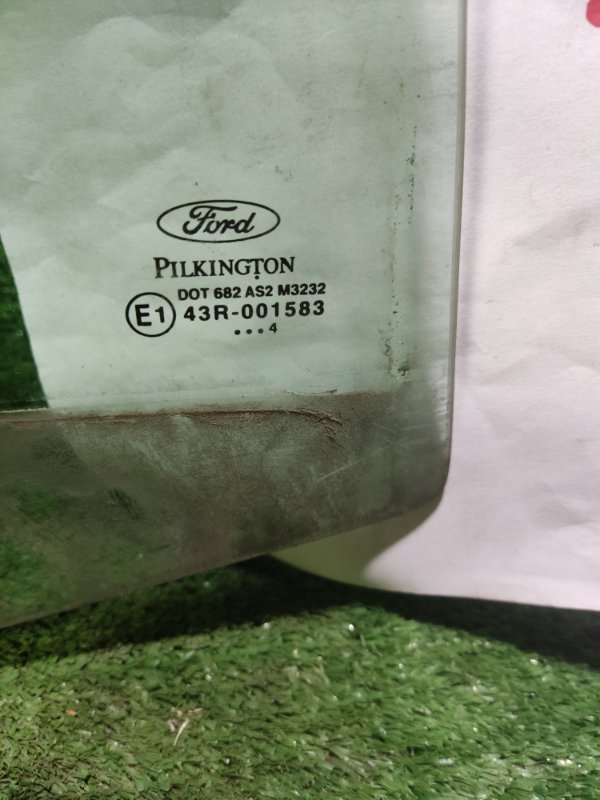 Ford
PILKINGTON
DOT 682 AS2 M3232
E1 43R-001583
...4